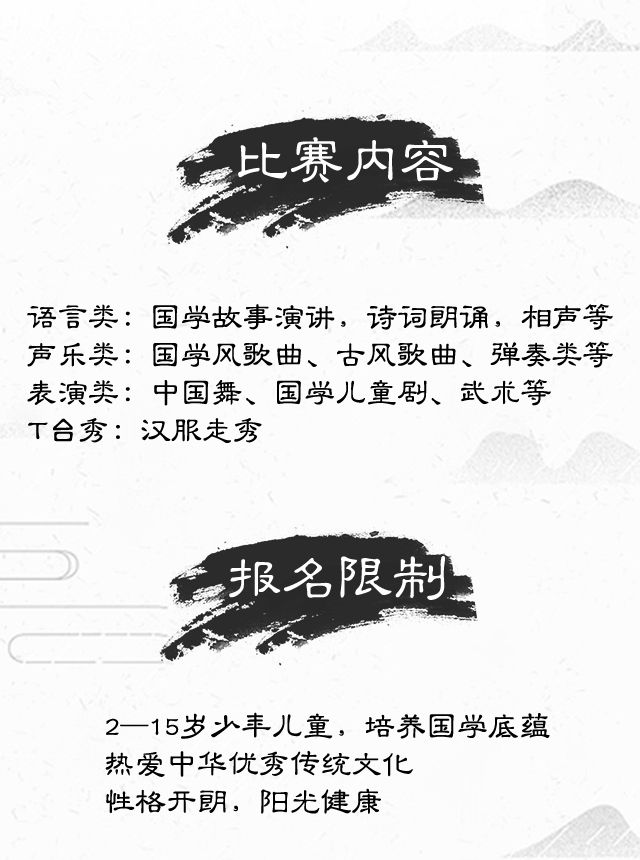 比赛内容
语言类：国学故事演讲，诗词朗诵，相声等
声乐类：国学风歌曲、古风歌曲、弹奏类等
表演类：中国舞、国学儿童剧、武术等
T台秀：汉服走秀
报名限制
2—15岁少年儿童，培养国学底蕴
热爱中华优秀传统文化
性格开朗，阳光健康